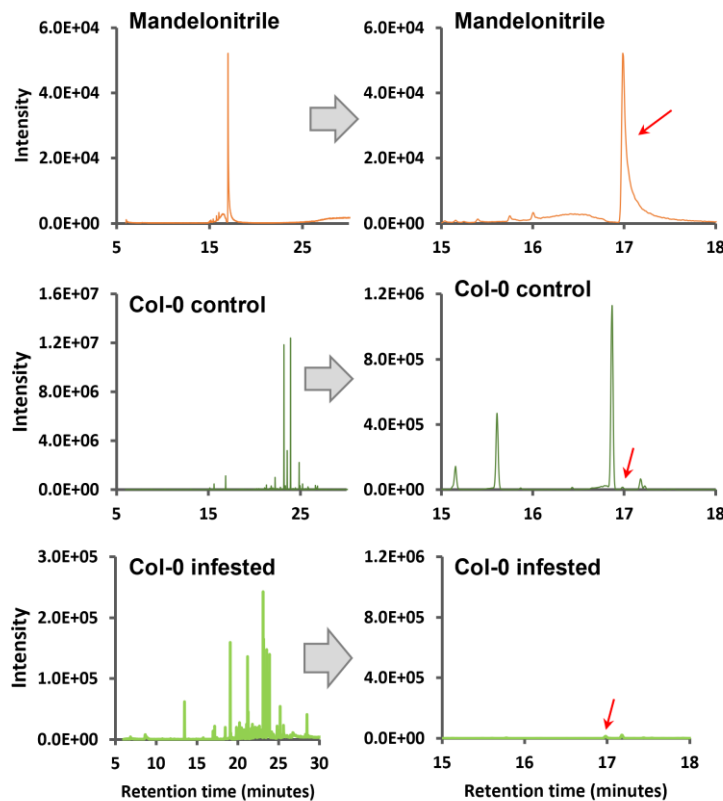 Mandelonitrile
Mandelonitrile
Intensity
6.0E+04
4.0E+04
2.0E+04
0.0E+00
5 15 25
6.0E+04
4.0E+04
2.0E+04
0.0E+00
15 16 17 18
Col-0 control
Col-0 control
Intensity
1.6E+07
1.2E+07
8.0E+06
4.0E+06
0.0E+00
5 15 25
1.2E+06
8.0E+05
4.0E+05
0.0E+00
15 16 17 18
Col-0 infested
Col-0 infested
Intensity
3.0E+05
2.0E+05
1.0E+05
0.0E+00
5 10 15 20 25 30
Retention time (minutes)
1.2E+06
8.0E+05
4.0E+05
0.0E+00
15 16 17 18
Retention time (minutes)